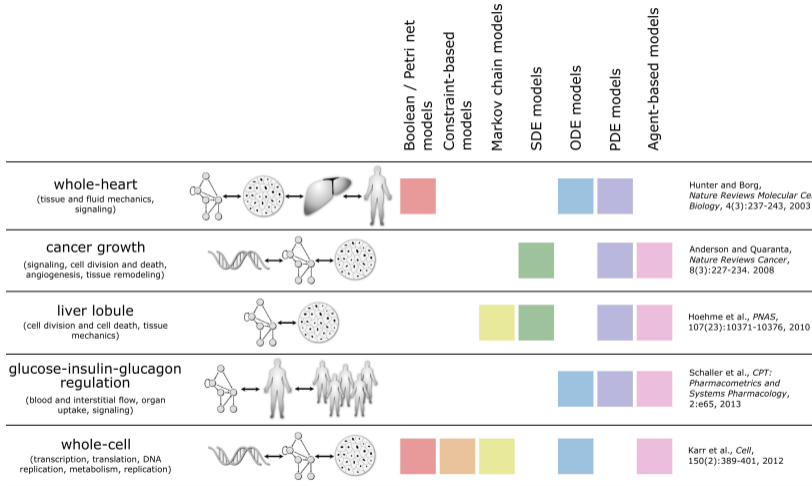 Boolean / Petri net
models
Constraint-based
models
Markov chain models
SDE models
ODE models
PDE models
Agent-based models
whole-heart
(tissue and fluid mechanics,
signaling)
Hunter and Borg,
Nature Reviews Molecular Ce
Biology, 4(3):237-243, 2003
cancer growth
(signaling, cell division and death,
angiogenesis, tissue remodeling)
Anderson and Quaranta,
Nature Reviews Cancer,
8(3):227-234. 2008
liver lobule
(cell division and cell death, tissue
mechanics)
Hoehme et al., PNAS,
107(23):10371-10376, 2010
glucose-insulin-glucagon
regulation
(blood and interstitial flow, organ
uptake, signaling)
Schaller et al., CPT:
Pharmacometrics and
Systems Pharmacology,
2:e65, 2013
whole-cell
(transcription, translation, DNA
replication, metabolism, replication)
Karr et al., Cell,
150(2):389-401, 2012